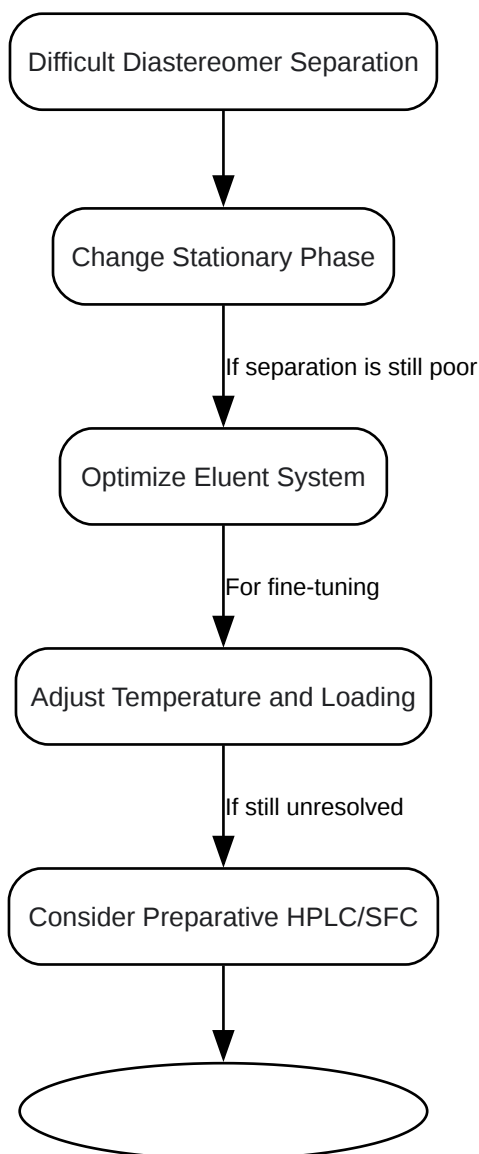 Difficult Diastereomer Separation
Change Stationary Phase
If separation is still poor
Optimize Eluent System
For fine-tuning
Adjust Temperature and Loading
If still unresolved
Consider Preparative HPLC/SFC